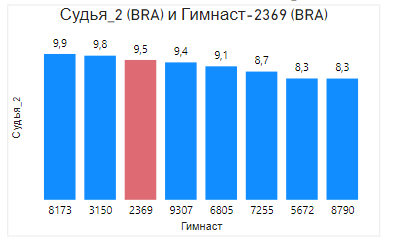 Судья_2 (BRA) и Гимнаст-2369 (BRA)
9,9 9,8 9,5 9,4 9,1 8,7 8,3 8,3
Судья_2
8173 3150 2369 9307 6805 7255 5672 8790
Гимнаст